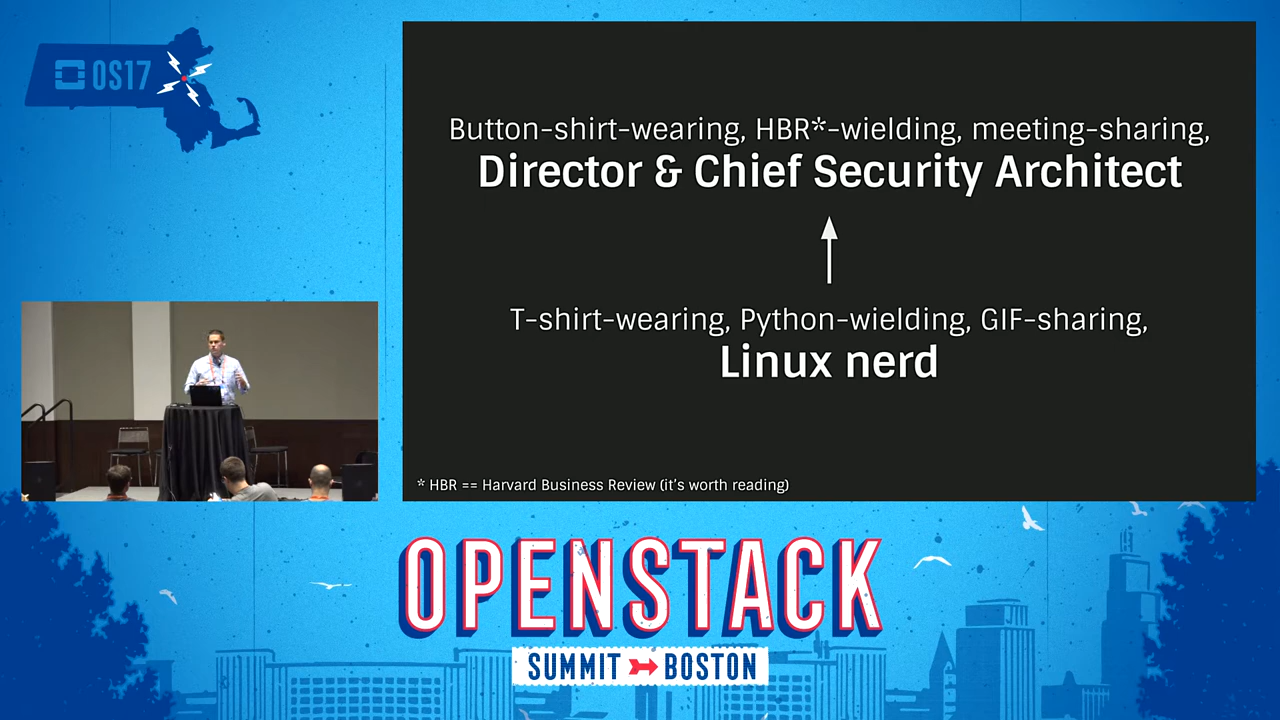 OS17
Button-shirt-wearing, HBR*-wielding, meeting-sharing,
Director & Chief Security Architect
T-shirt-wearing, Python-wielding, GIF-sharing,
Linux nerd
* HBR == Harvard Business Review (it's worth reading)
OPENSTACK
SUMMIT BOSTON